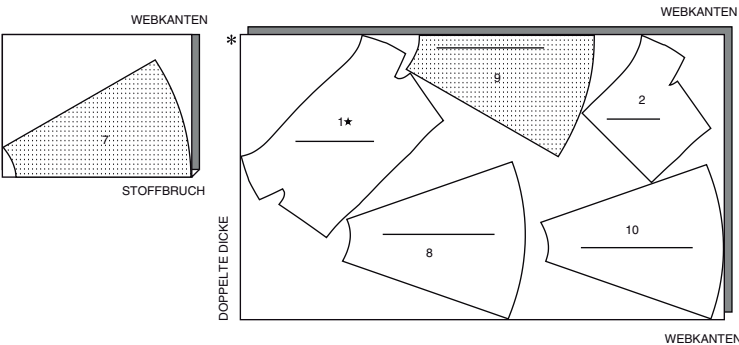 WEBKANTEN
7
STOFFBRUCH
WEBKANTEN
*
DOPPELTE DICKE
1★
9
2
8
10
WEBKANTEN